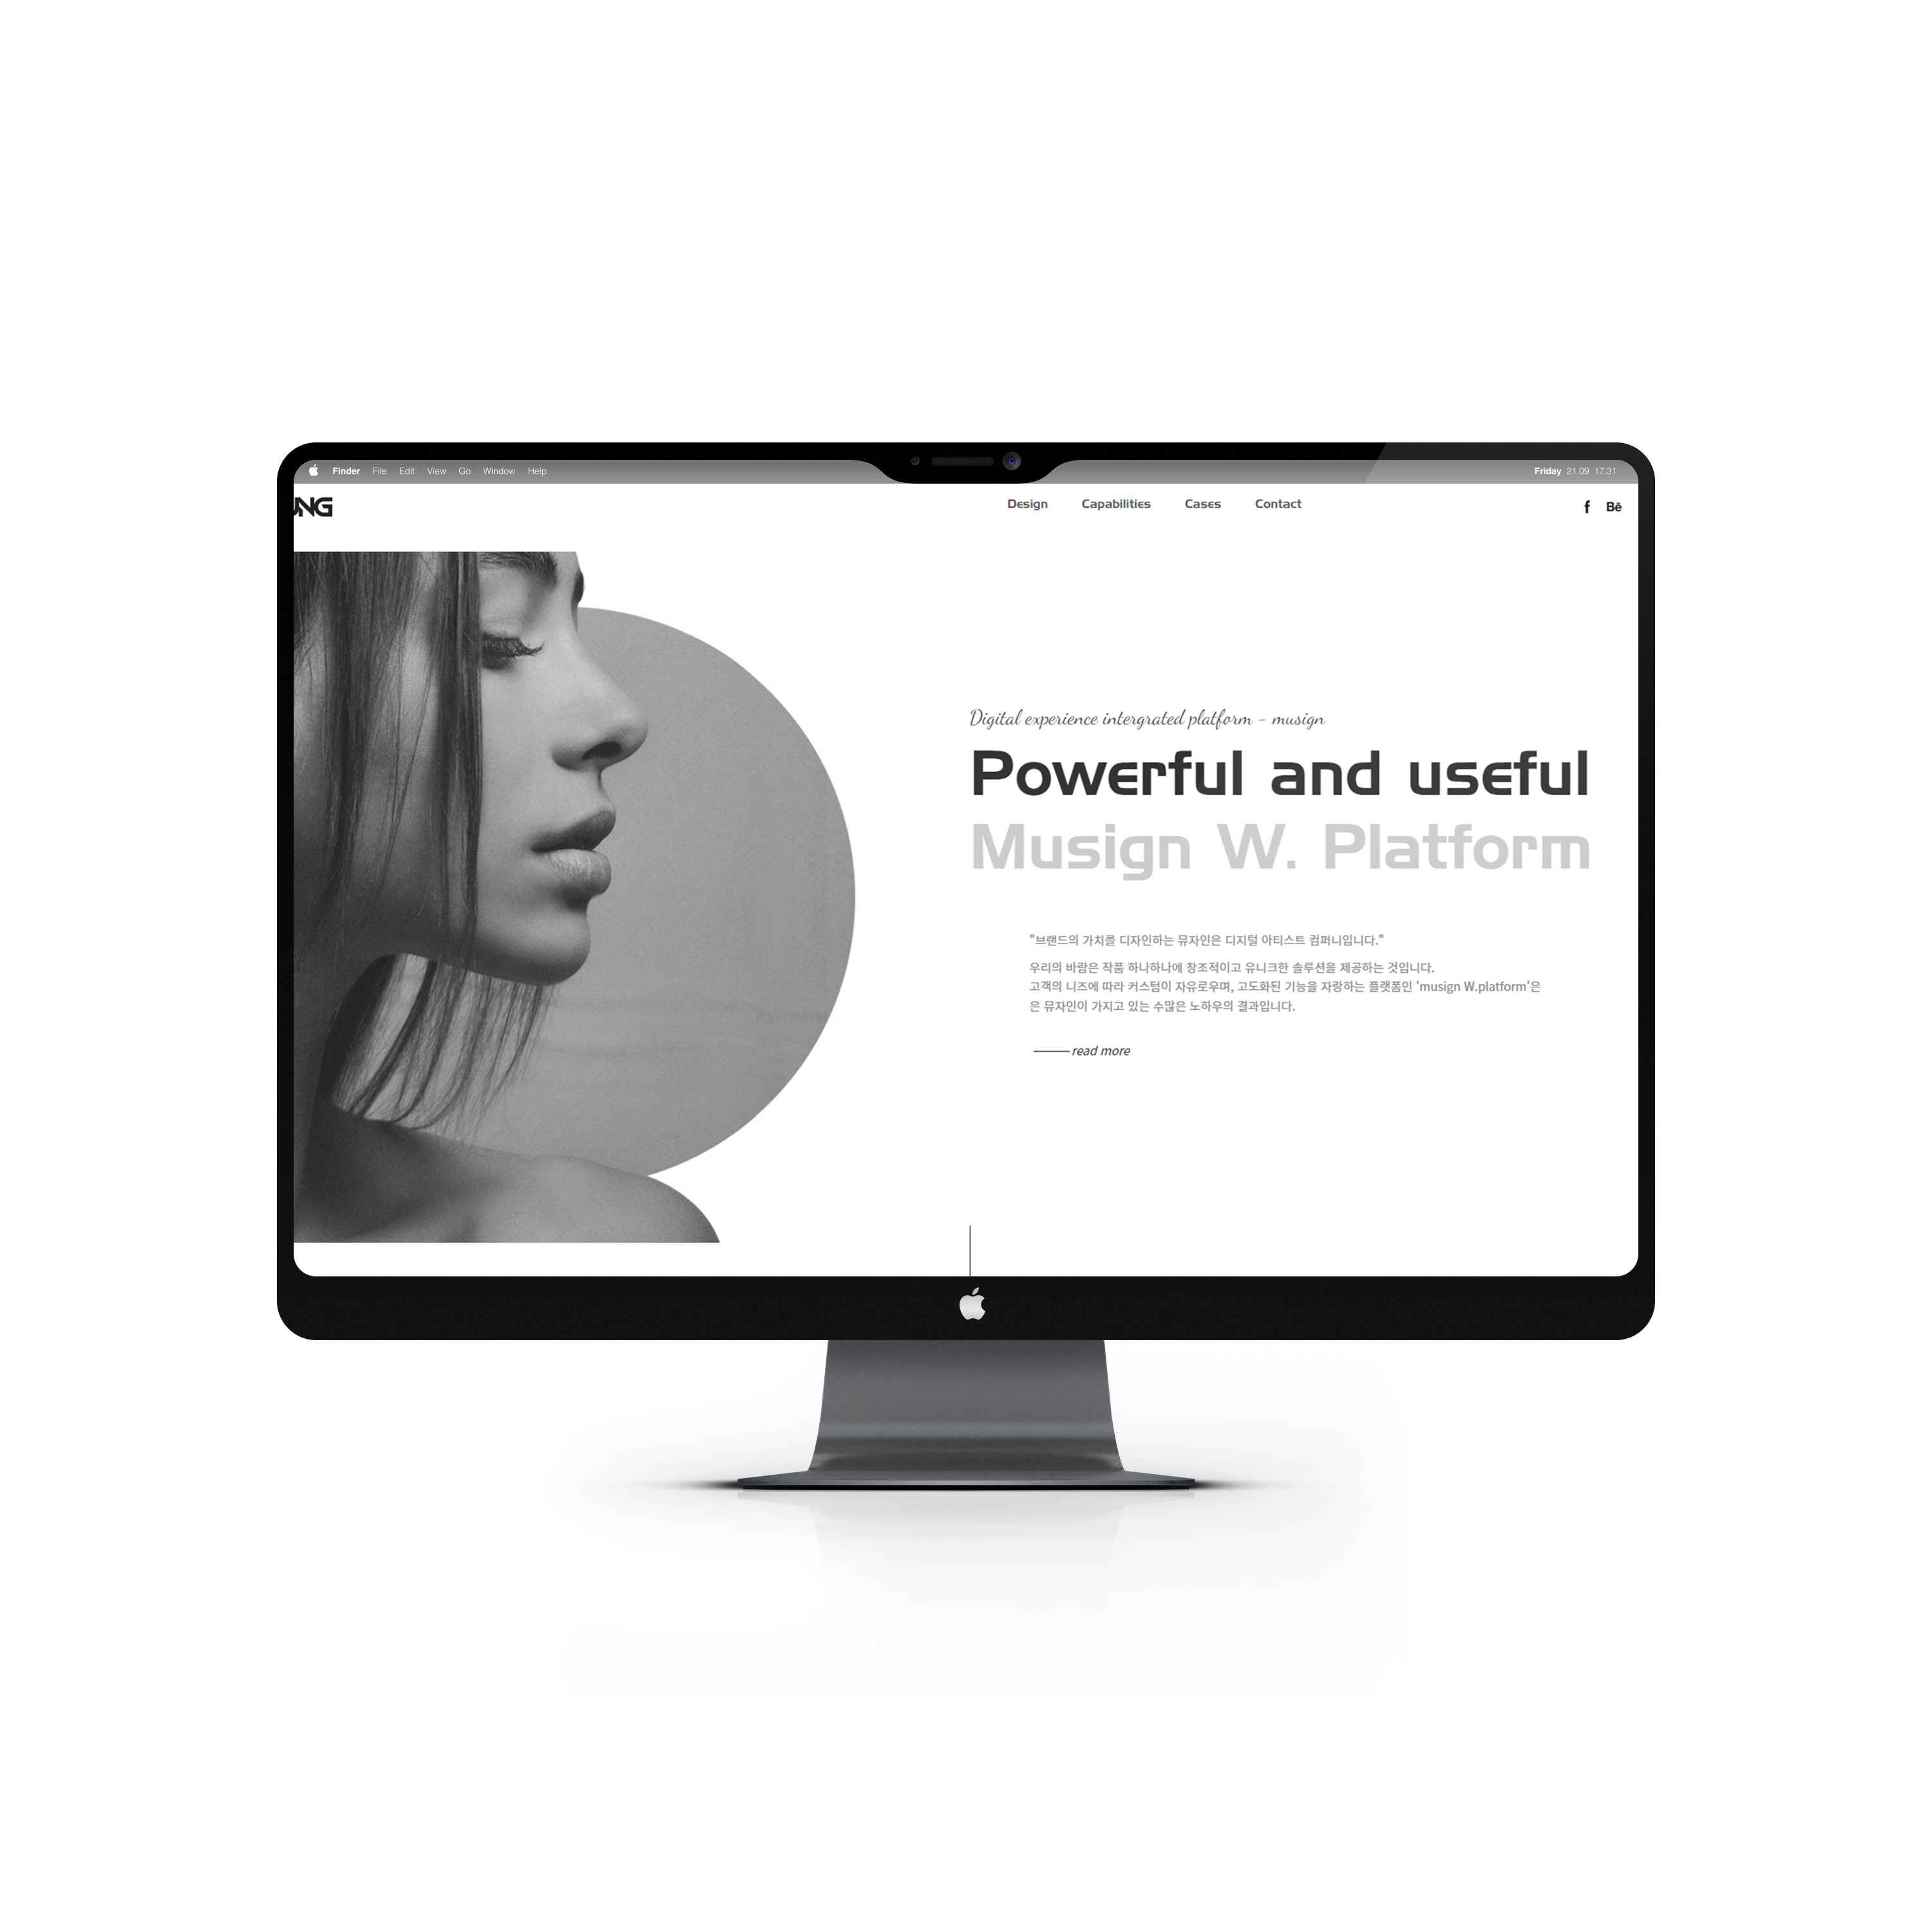 Finder File Edit View Go Window Help
Friday 21.09 17:31
NG
Design Capabilities Cases Contact
f Bē
Digital experience intergrated platform - musign
Powerful and useful
Musign W. Platform
"브랜드의 가치를 디자인하는 뮤자인은 디지털 아티스트 컴퍼니입니다."
우리의 바람은 작품 하나하나에 창조적이고 유니크한 솔루션을 제공하는 것입니다.
고객의 니즈에 따라 커스텀이 자유로우며, 고도화된 기능을 자랑하는 플랫폼인 'musign W.platform'은
은 뮤자인이 가지고 있는 수많은 노하우의 결과입니다.
read more